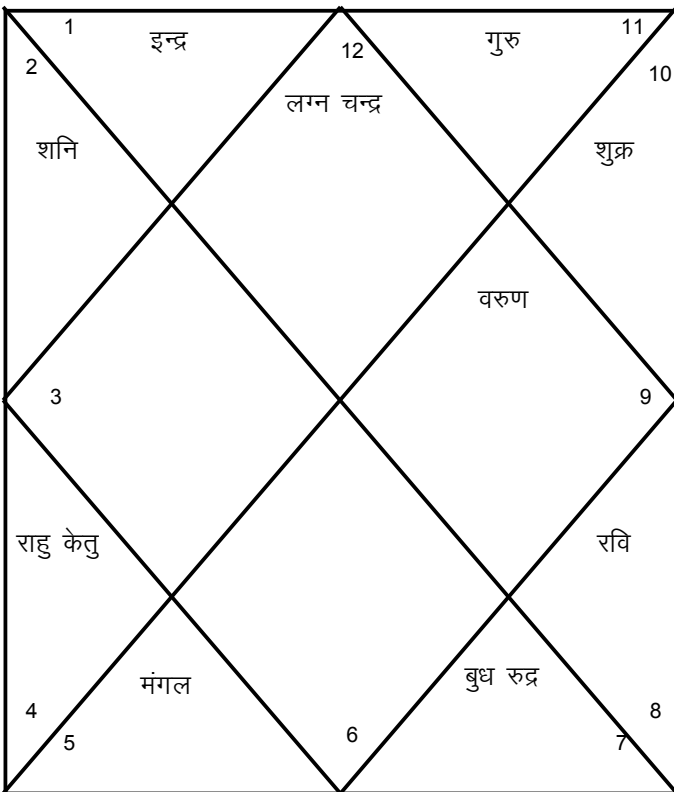 1 इन्द्र 12 गुरु 11
2 लग्न चन्द्र 10
शनि शुक्र
वरुण
3 9
राहु केतु रवि
मंगल बुध रुद्र
4 5 6 7 8